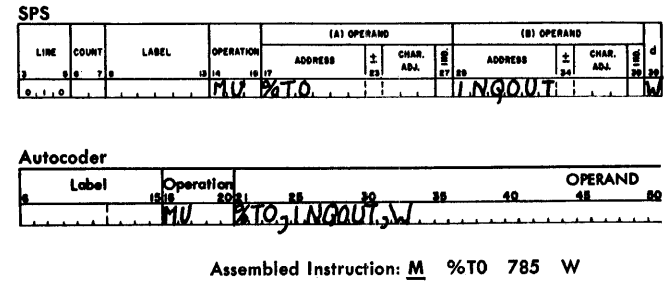 SPS
(A) OPERAND (B) OPERAND
LINE COUNT LABEL OPERATION ADDRESS ± CHAR. ADJ. IND. ADDRESS ± CHAR. ADJ. IND. d
3 5 6 7 8 13 14 16 17 23 27 28 34 38 39
0 1 0 M U %T0 INQOUT W
Autocoder
Label Operation OPERAND
6 15 16 20 21 25 30 35 40 45 50
MU %T0,INQOUT,W
Assembled Instruction: M %T0 785 W